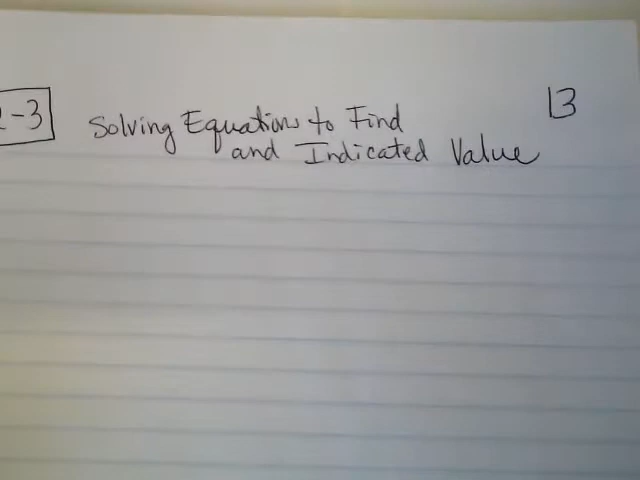 -3
Solving Equations to Find
and Indicated Value
13